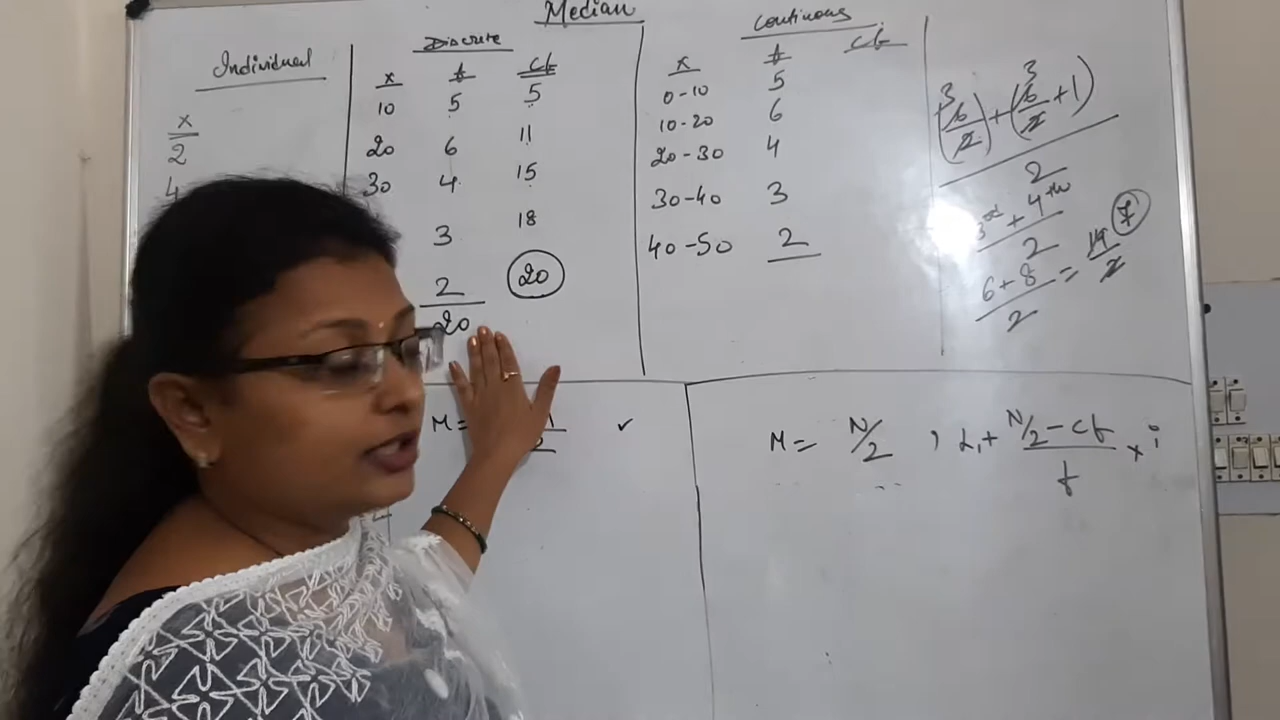 Median
Individual
x
2
4
Discrete
x f cf
10 5 5
20 6 11
30 4 15
3 18
2 20
20
M =
2
continous
x f cf
0-10 5
10-20 6
20-30 4
30-40 3
40-50 2
3 3
(6/2) + (6/2 + 1)
2
3rd + 4th
2
6+8/2 = 14/2 7
M = N/2 , L1 + N/2 - cf / f x i